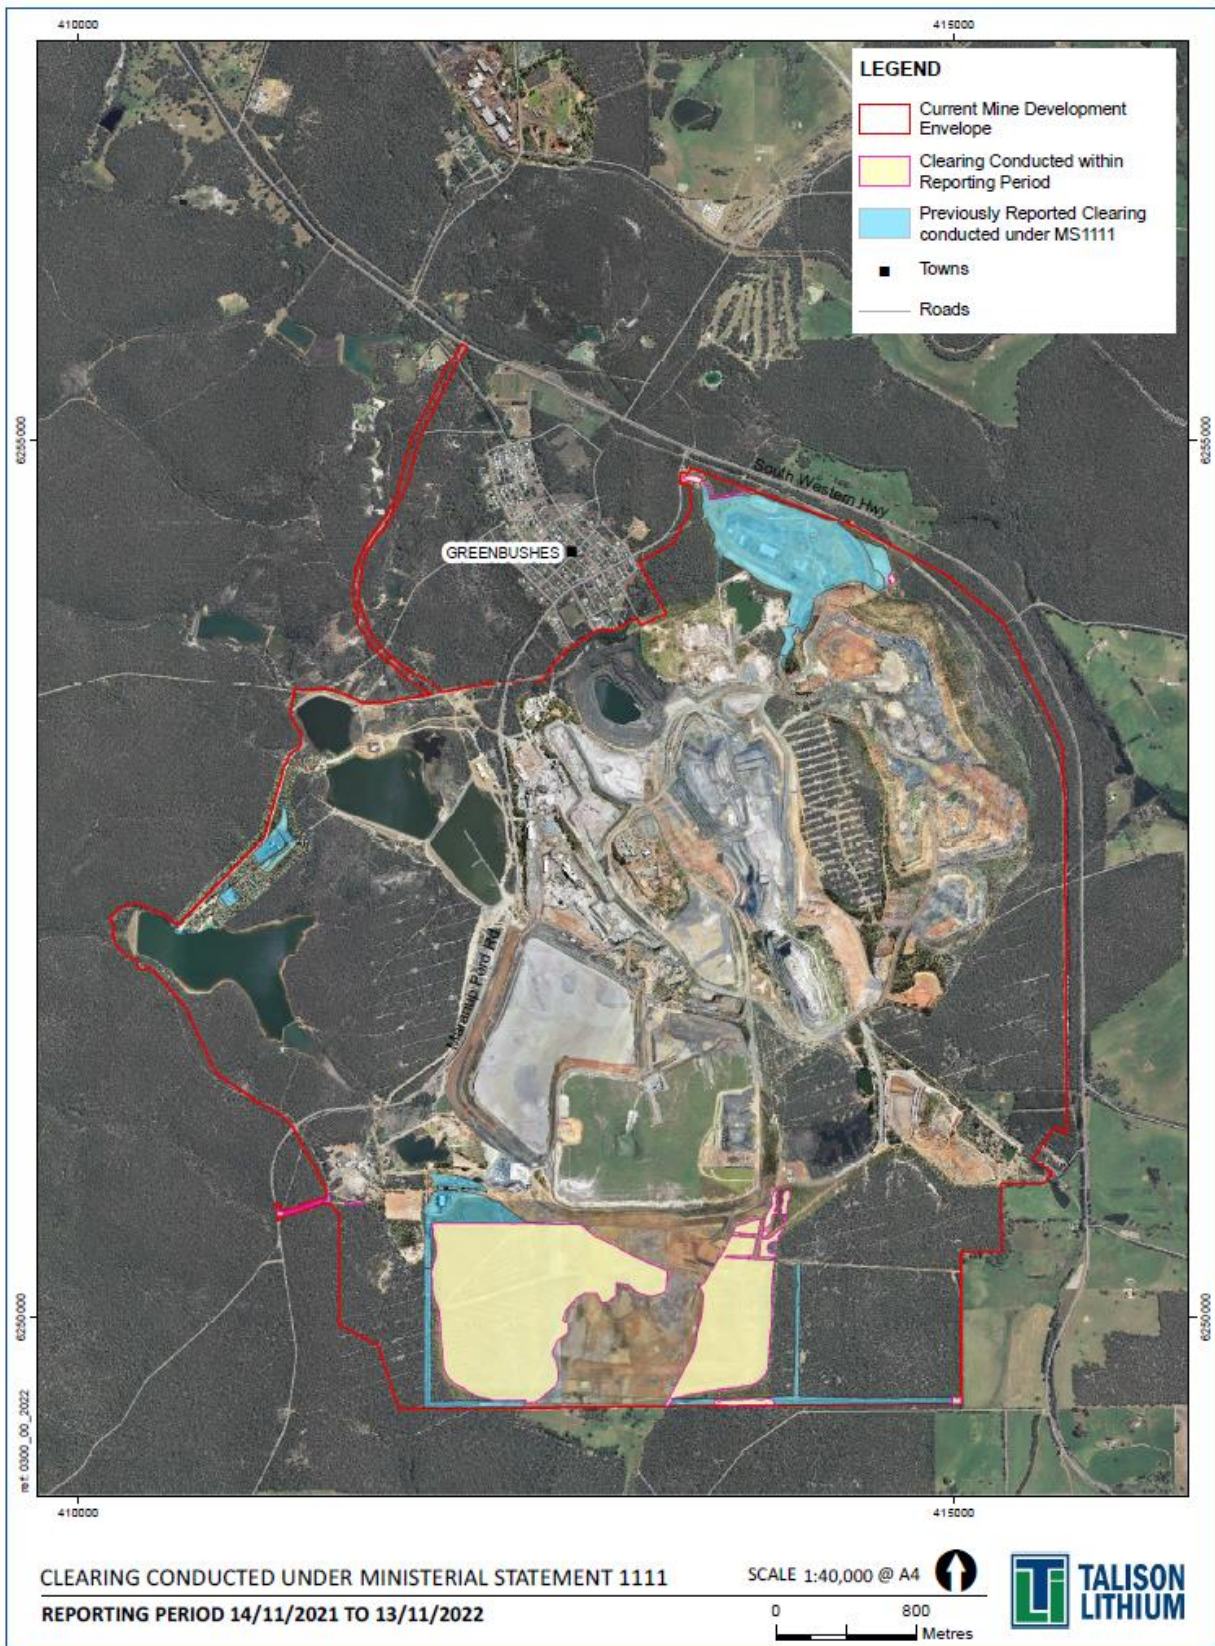 410000
415000
LEGEND
Current Mine Development
Envelope
Clearing Conducted within
Reporting Period
Previously Reported Clearing
conducted under MS1111
Towns
Roads
6255000
6255000
South Western Hwy
GREENBUSHES
Maranup Ford Rd
6250000
6250000
ref: 0300_00_2022
410000
415000
CLEARING CONDUCTED UNDER MINISTERIAL STATEMENT 1111
SCALE 1:40,000 @ A4
REPORTING PERIOD 14/11/2021 TO 13/11/2022
0 800
Metres
TALISON
LITHIUM